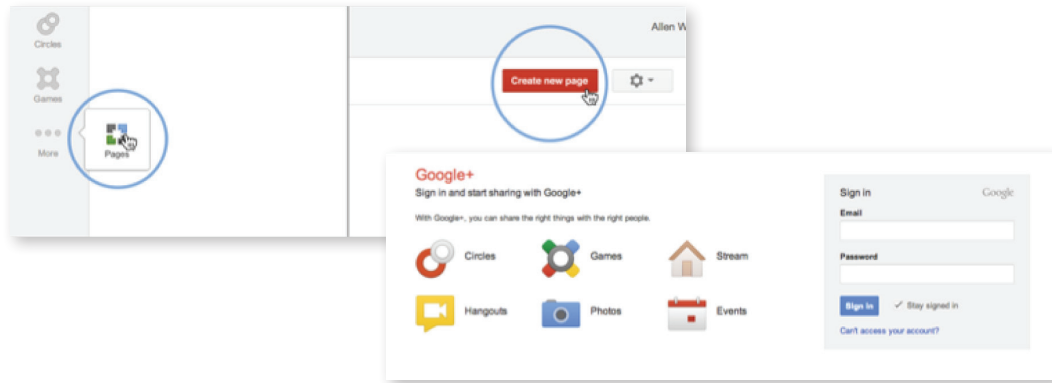 Circles
Games
More
Pages
Allen W
Create new page
Google+
Sign in and start sharing with Google+
With Google+, you can share the right things with the right people.
Circles
Games
Stream
Hangouts
Photos
Events
Sign in
Google
Email
Password
Sign in
Stay signed in
Can't access your account?